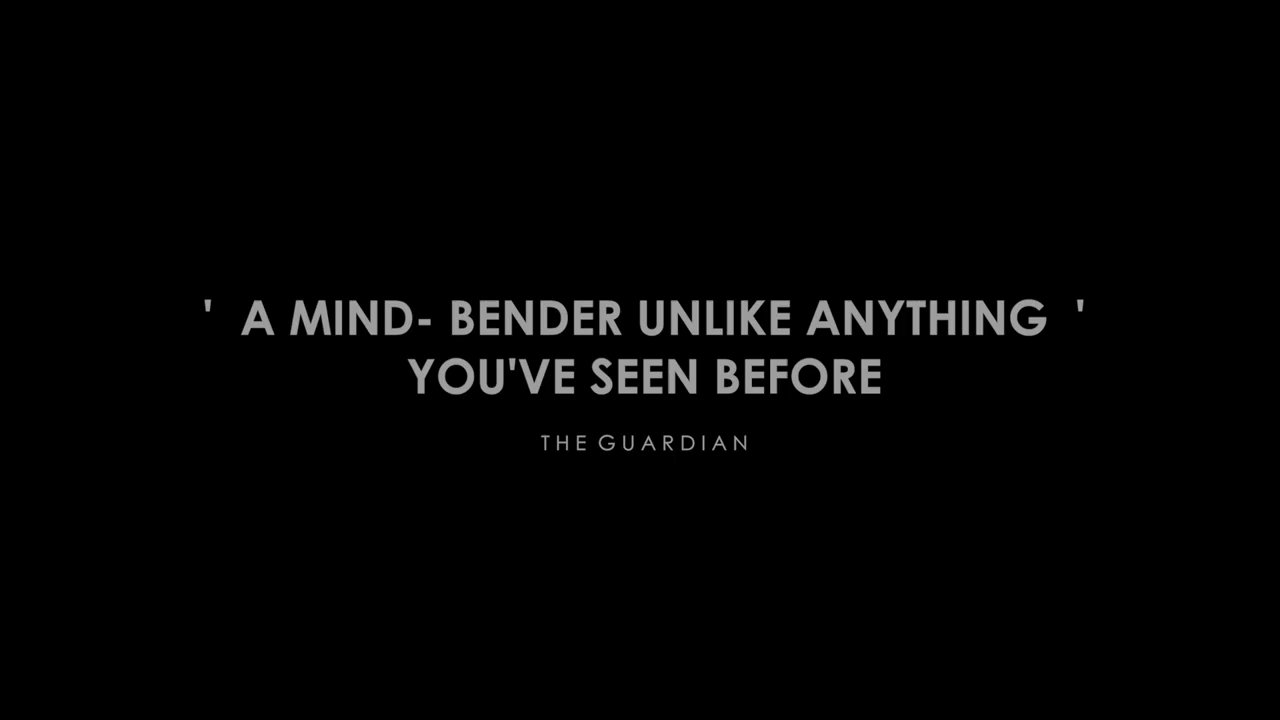 ' A MIND- BENDER UNLIKE ANYTHING '
YOU'VE SEEN BEFORE
THE GUARDIAN